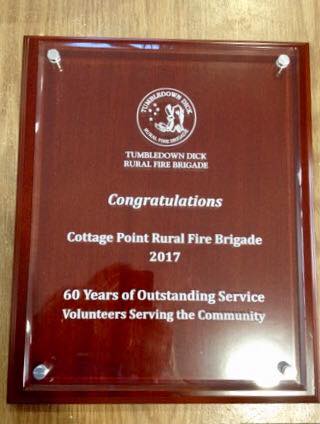 TUMBLEDOWN DICK
RURAL FIRE BRIGADE
TUMBLEDOWN DICK
RURAL FIRE BRIGADE
Congratulations
Cottage Point Rural Fire Brigade
2017
60 Years of Outstanding Service
Volunteers Serving the Community